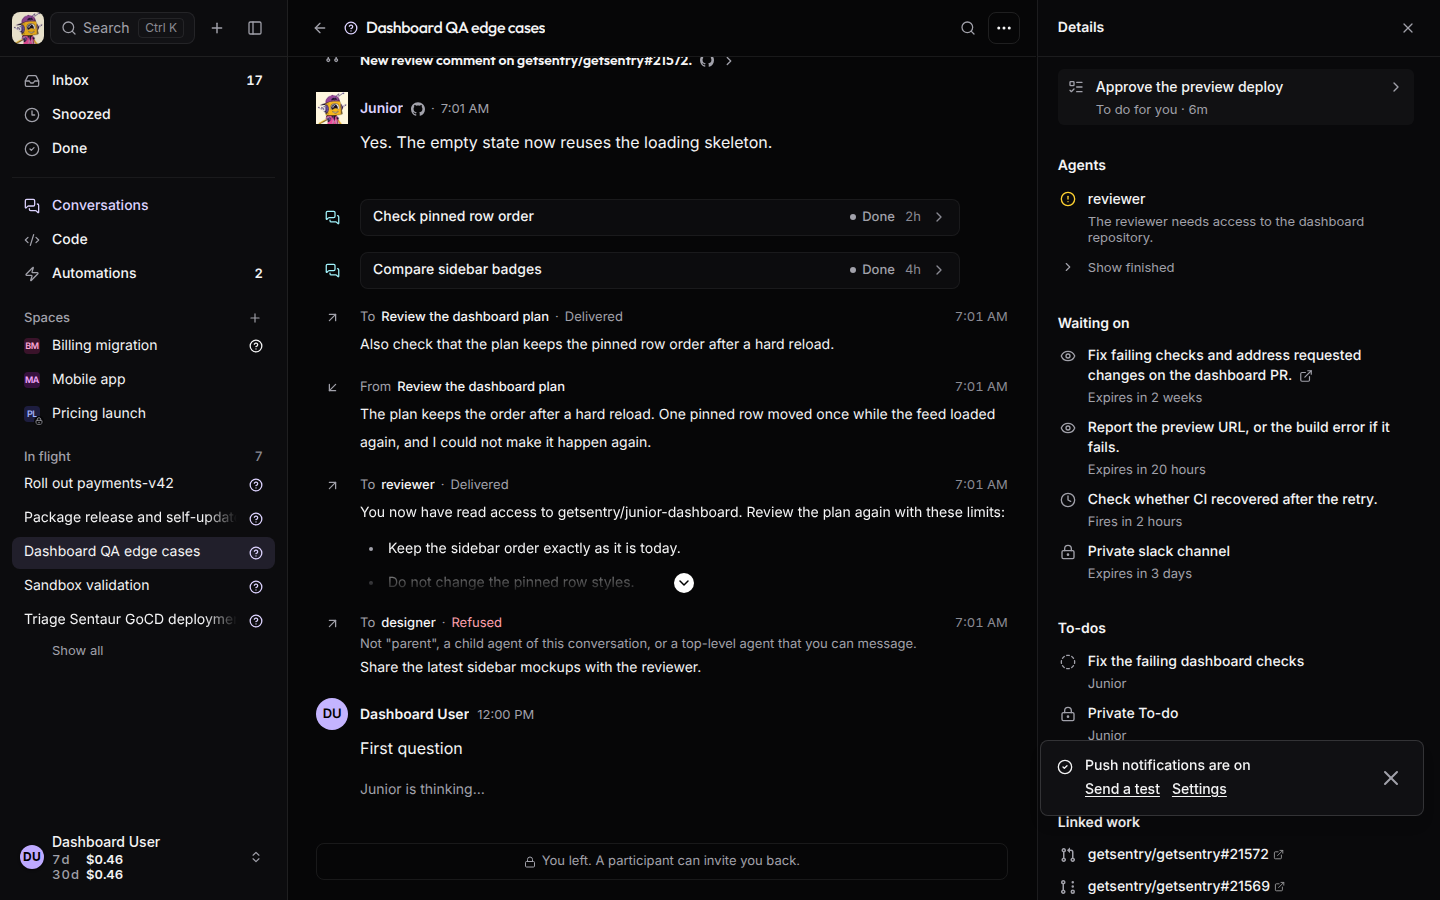 Search Ctrl K
Inbox 17
Snoozed
Done
Conversations
Code
Automations 2
Spaces
BM Billing migration
MA Mobile app
PL Pricing launch
In flight 7
Roll out payments-v42
Package release and self-updat
Dashboard QA edge cases
Sandbox validation
Triage Sentaur GoCD deployme
Show all
DU Dashboard User
7d $0.46
30d $0.46
Dashboard QA edge cases
New review comment on getsentry/getsentry#21572.
Junior · 7:01 AM
Yes. The empty state now reuses the loading skeleton.
Check pinned row order Done 2h
Compare sidebar badges Done 4h
To Review the dashboard plan · Delivered 7:01 AM
Also check that the plan keeps the pinned row order after a hard reload.
From Review the dashboard plan 7:01 AM
The plan keeps the order after a hard reload. One pinned row moved once while the feed loaded
again, and I could not make it happen again.
To reviewer · Delivered 7:01 AM
You now have read access to getsentry/junior-dashboard. Review the plan again with these limits:
• Keep the sidebar order exactly as it is today.
• Do not change the pinned row styles.
To designer · Refused 7:01 AM
Not "parent", a child agent of this conversation, or a top-level agent that you can message.
Share the latest sidebar mockups with the reviewer.
DU Dashboard User 12:00 PM
First question
Junior is thinking...
You left. A participant can invite you back.
Details
Approve the preview deploy
To do for you · 6m
Agents
reviewer
The reviewer needs access to the dashboard
repository.
Show finished
Waiting on
Fix failing checks and address requested
changes on the dashboard PR.
Expires in 2 weeks
Report the preview URL, or the build error if it
fails.
Expires in 20 hours
Check whether CI recovered after the retry.
Fires in 2 hours
Private slack channel
Expires in 3 days
To-dos
Fix the failing dashboard checks
Junior
Private To-do
Junior
Push notifications are on
Send a test Settings
Linked work
getsentry/getsentry#21572
getsentry/getsentry#21569